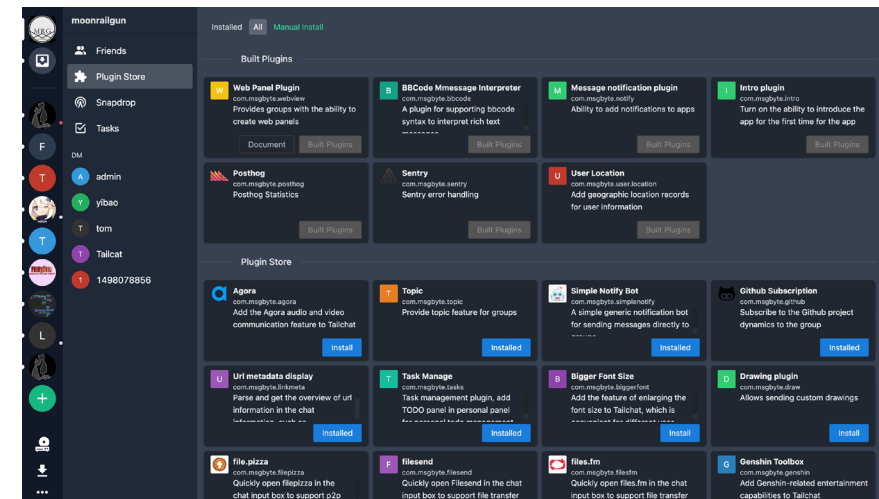 moonrailgun
MRG
Friends
Plugin Store
Snapdrop
Tasks
DM
admin
yibao
tom
Tailcat
1498078856
F
T
T
L
A
Y
T
T
1
Installed All Manual install
Built Plugins
W
Web Panel Plugin
com.msgbyte.webview
Provides groups with the ability to
create web panels
Document Built Plugins
B
BBCode Mmessage Interpreter
com.msgbyte.bbcode
A plugin for supporting bbcode
syntax to interpret rich text
Built Plugins
M
Message notification plugin
com.msgbyte.notify
Ability to add notifications to apps
Built Plugins
I
Intro plugin
com.msgbyte.intro
Turn on the ability to introduce the
app for the first time for the app
Built Plugins
Posthog
com.msgbyte.posthog
Posthog Statistics
Built Plugins
Sentry
com.msgbyte.sentry
Sentry error handling
Built Plugins
U
User Location
com.msgbyte.user.location
Add geographic location records
for user information
Built Plugins
Plugin Store
Agora
com.msgbyte.agora
Add the Agora audio and video
communication feature to Tailchat
Install
T
Topic
com.msgbyte.topic
Provide topic feature for groups
Installed
Simple Notify Bot
com.msgbyte.simplenotify
A simple generic notification bot
for sending messages directly to
Installed
Github Subscription
com.msgbyte.github
Subscribe to the Github project
dynamics to the group
Installed
U
Url metadata display
com.msgbyte.linkmeta
Parse and get the overview of url
information in the chat
Installed
T
Task Manage
com.msgbyte.tasks
Task management plugin, add
TODO panel in personal panel
Installed
B
Bigger Font Size
com.msgbyte.biggerfont
Add the feature of enlarging the
font size to Tailchat, which is
Install
D
Drawing plugin
com.msgbyte.draw
Allows sending custom drawings
Install
file.pizza
com.msgbyte.filepizza
Quickly open filepizza in the
chat input box to support p2p
F
filesend
com.msgbyte.filesend
Quickly open Filesend in the chat
input box to support file transfer
files.fm
com.msgbyte.filesfm
Quickly open files.fm in the chat
input box to support file transfer
G
Genshin Toolbox
com.msgbyte.genshin
Add Genshin-related entertainment
capabilities to Tailchat